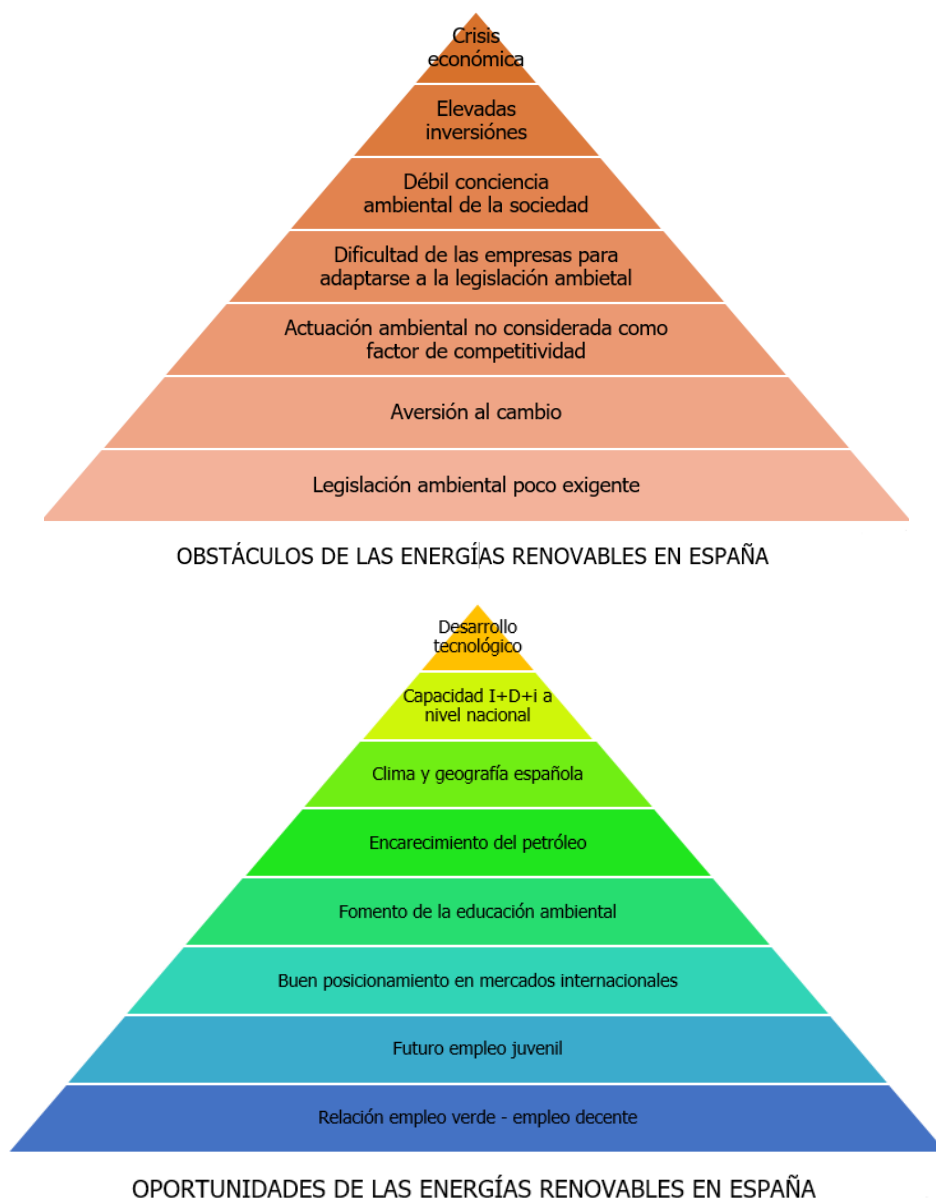 Crisis
económica
Elevadas
inversiónes
Débil conciencia
ambiental de la sociedad
Dificultad de las empresas para
adaptarse a la legislación ambietal
Actuación ambiental no considerada como
factor de competitividad
Aversión al cambio
Legislación ambiental poco exigente
OBSTÁCULOS DE LAS ENERGÍAS RENOVABLES EN ESPAÑA
Desarrollo
tecnológico
Capacidad I+D+i a
nivel nacional
Clima y geografía española
Encarecimiento del petróleo
Fomento de la educación ambiental
Buen posicionamiento en mercados internacionales
Futuro empleo juvenil
Relación empleo verde - empleo decente
OPORTUNIDADES DE LAS ENERGÍAS RENOVABLES EN ESPAÑA